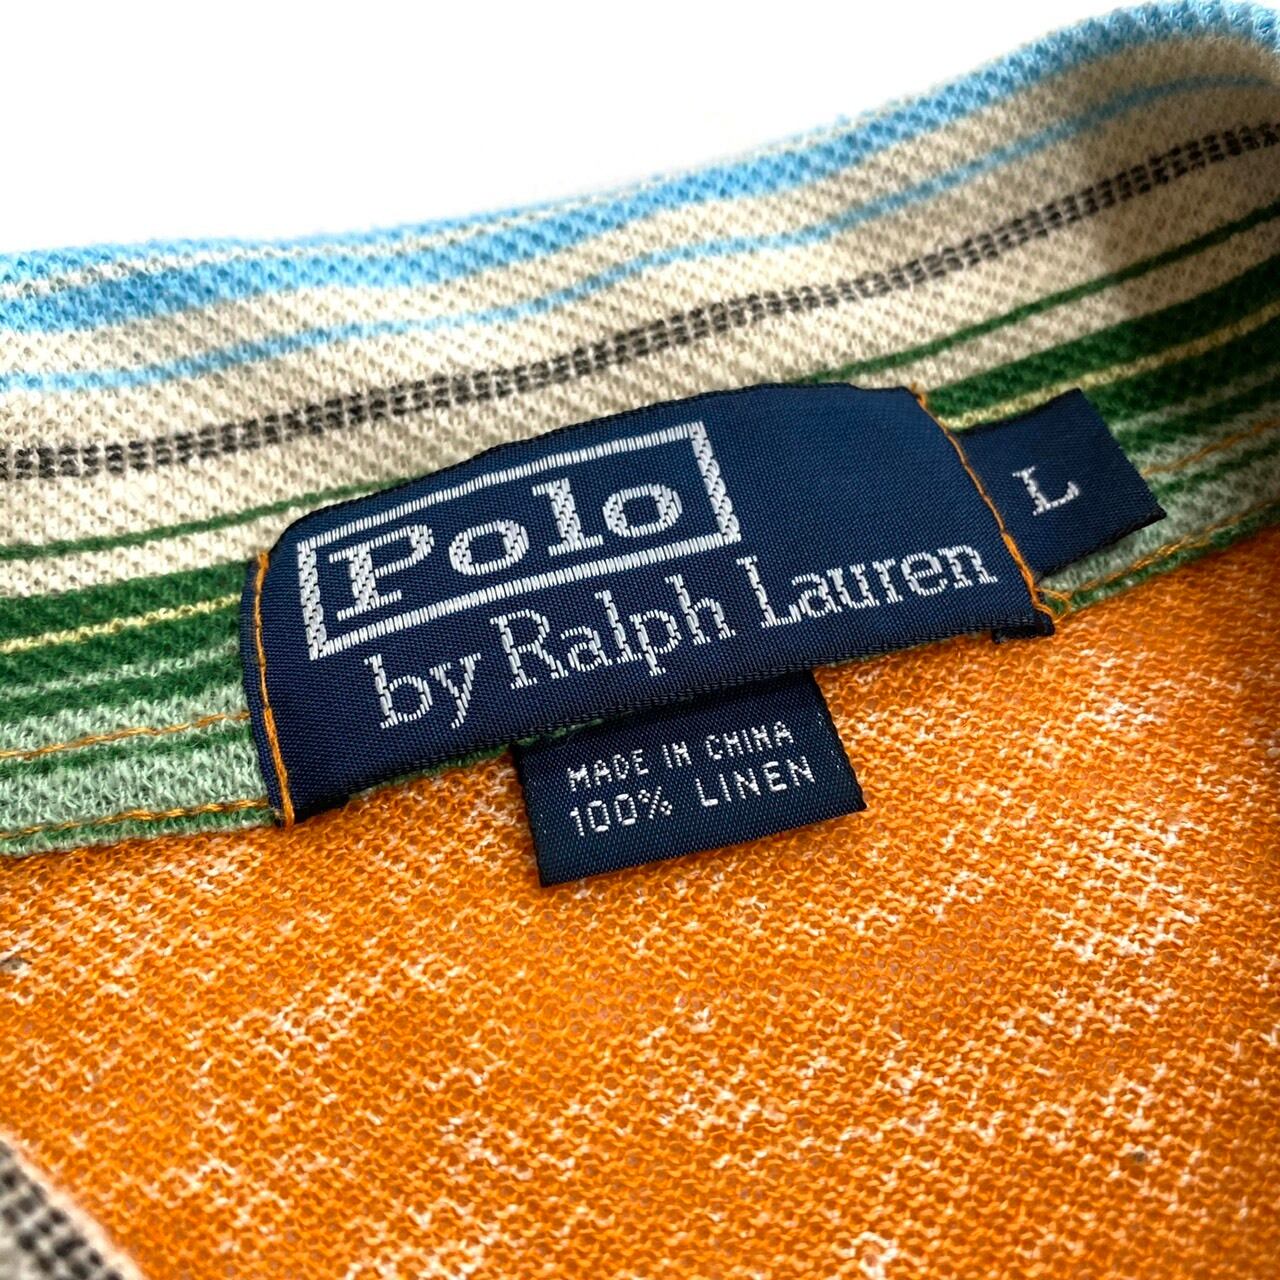 Polo
by Ralph Lauren
L
MADE IN CHINA
100% LINEN